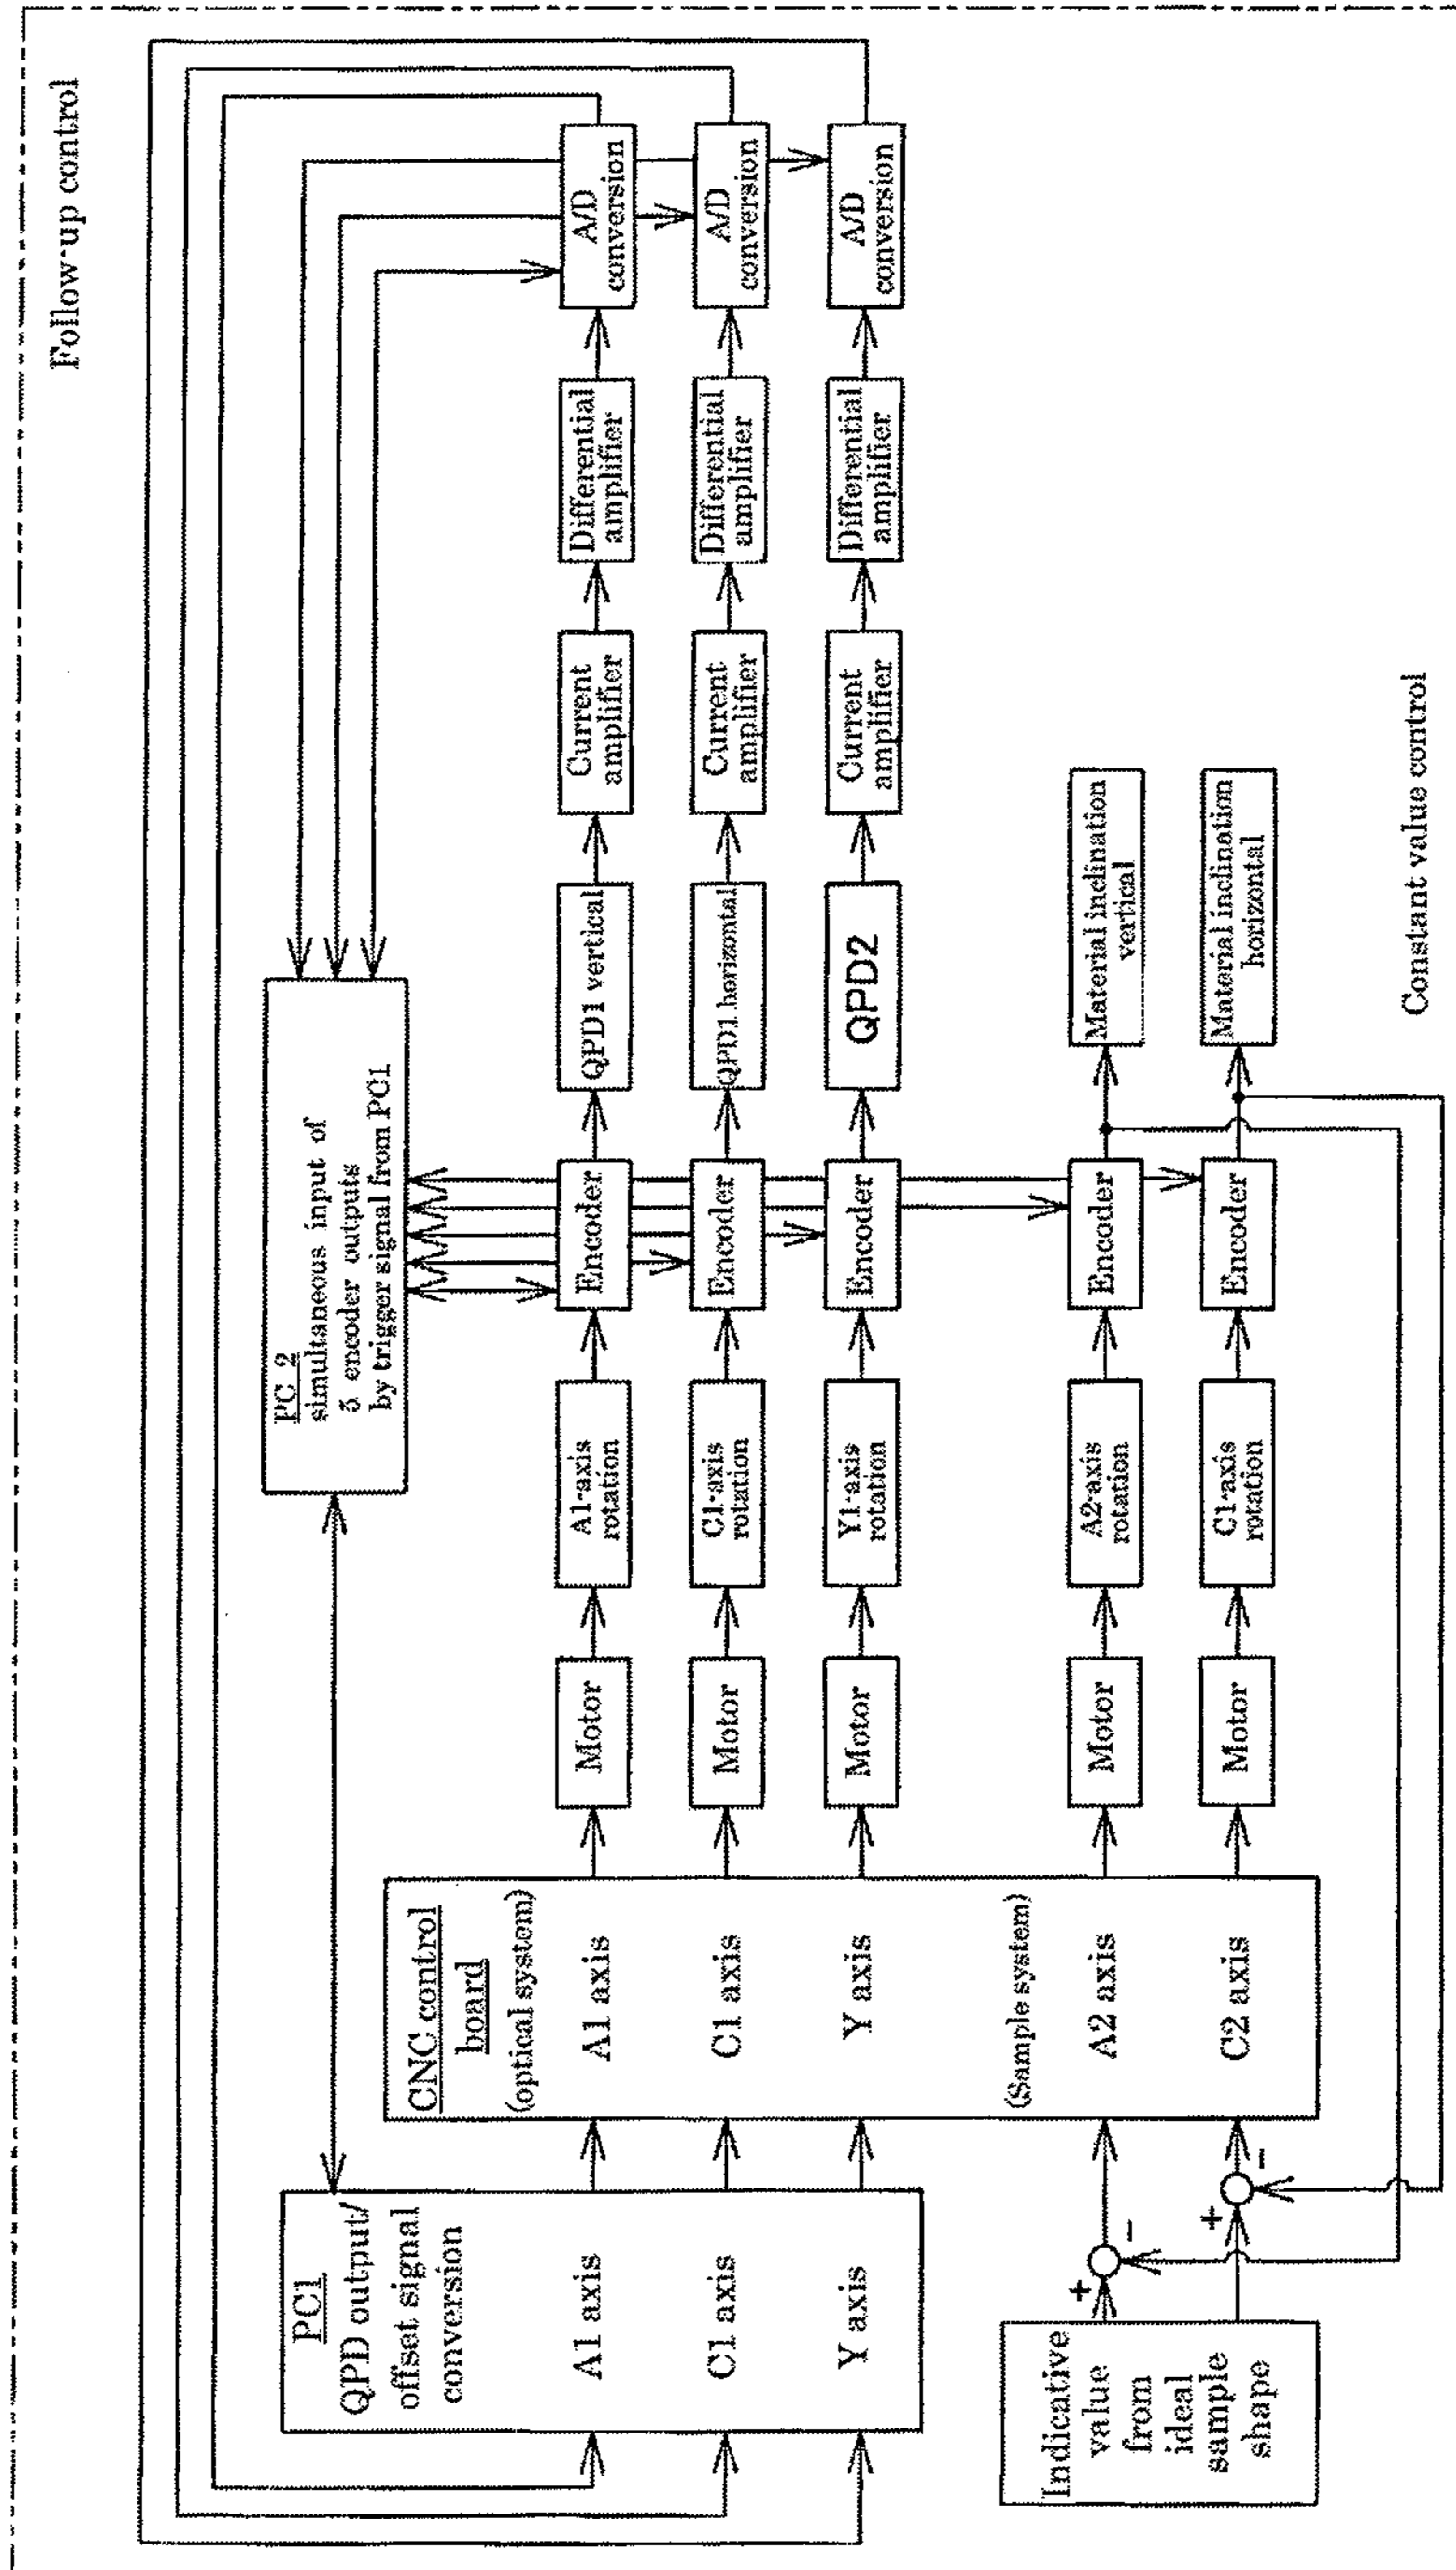 Follow-up control
PC 2
simultaneous input of
5 encoder outputs
by trigger signal from PC1
PC1
QPD output/
offset signal
conversion
A1 axis
C1 axis
Y axis
CNC control
board
(optical system)
A1 axis
C1 axis
Y axis
(Sample system)
A2 axis
C2 axis
Motor
A1-axis
rotation
Encoder
QPD1 vertical
Current
amplifier
Differential
amplifier
A/D
conversion
Motor
C1-axis
rotation
Encoder
QPD1 horizontal
Current
amplifier
Differential
amplifier
A/D
conversion
Motor
Y1-axis
rotation
Encoder
QPD2
Current
amplifier
Differential
amplifier
A/D
conversion
Indicative
value
from
ideal
sample
shape
+
-
+
-
Motor
A2-axis
rotation
Encoder
Material inclination
vertical
Motor
C1-axis
rotation
Encoder
Material inclination
horizontal
Constant value control